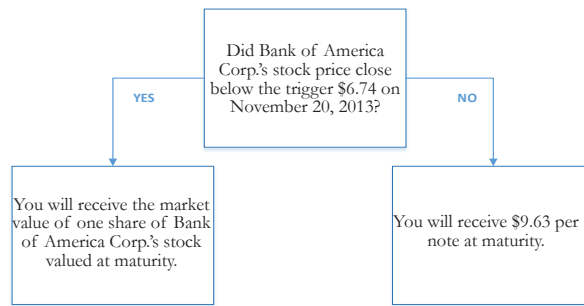 Did Bank of America
Corp.'s stock price close
below the trigger $6.74 on
November 20, 2013?
YES
NO
You will receive the market
value of one share of Bank
of America Corp.'s stock
valued at maturity.
You will receive $9.63 per
note at maturity.